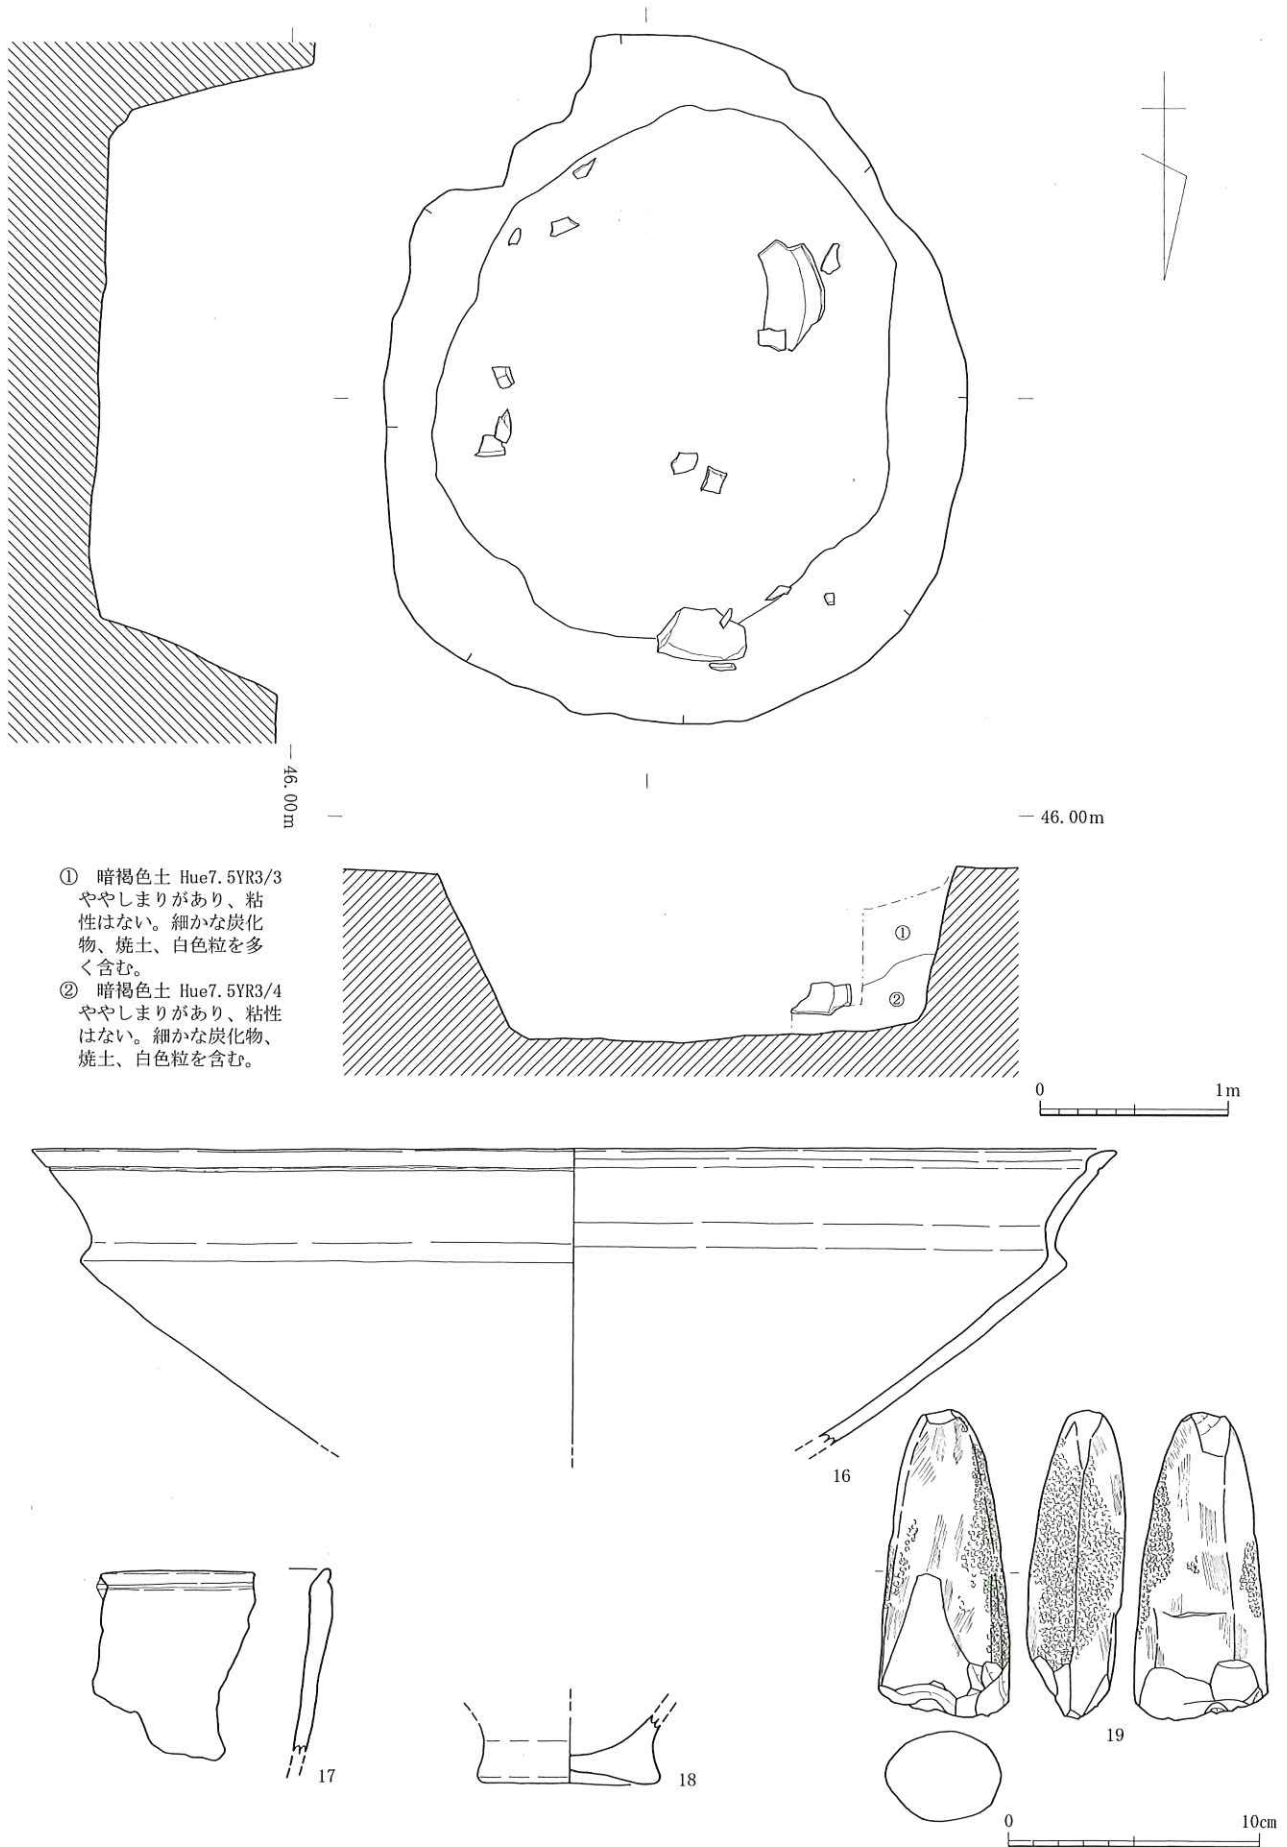 46.00m
46.00m
① 暗褐色土 Hue7.5YR3/3
ややしまりがあり、粘
性はない。細かな炭化
物、焼土、白色粒を多
く含む。
② 暗褐色土 Hue7.5YR3/4
ややしまりがあり、粘性
はない。細かな炭化物、
焼土、白色粒を含む。
①
②
0 1m
16
17
18
19
0 10cm